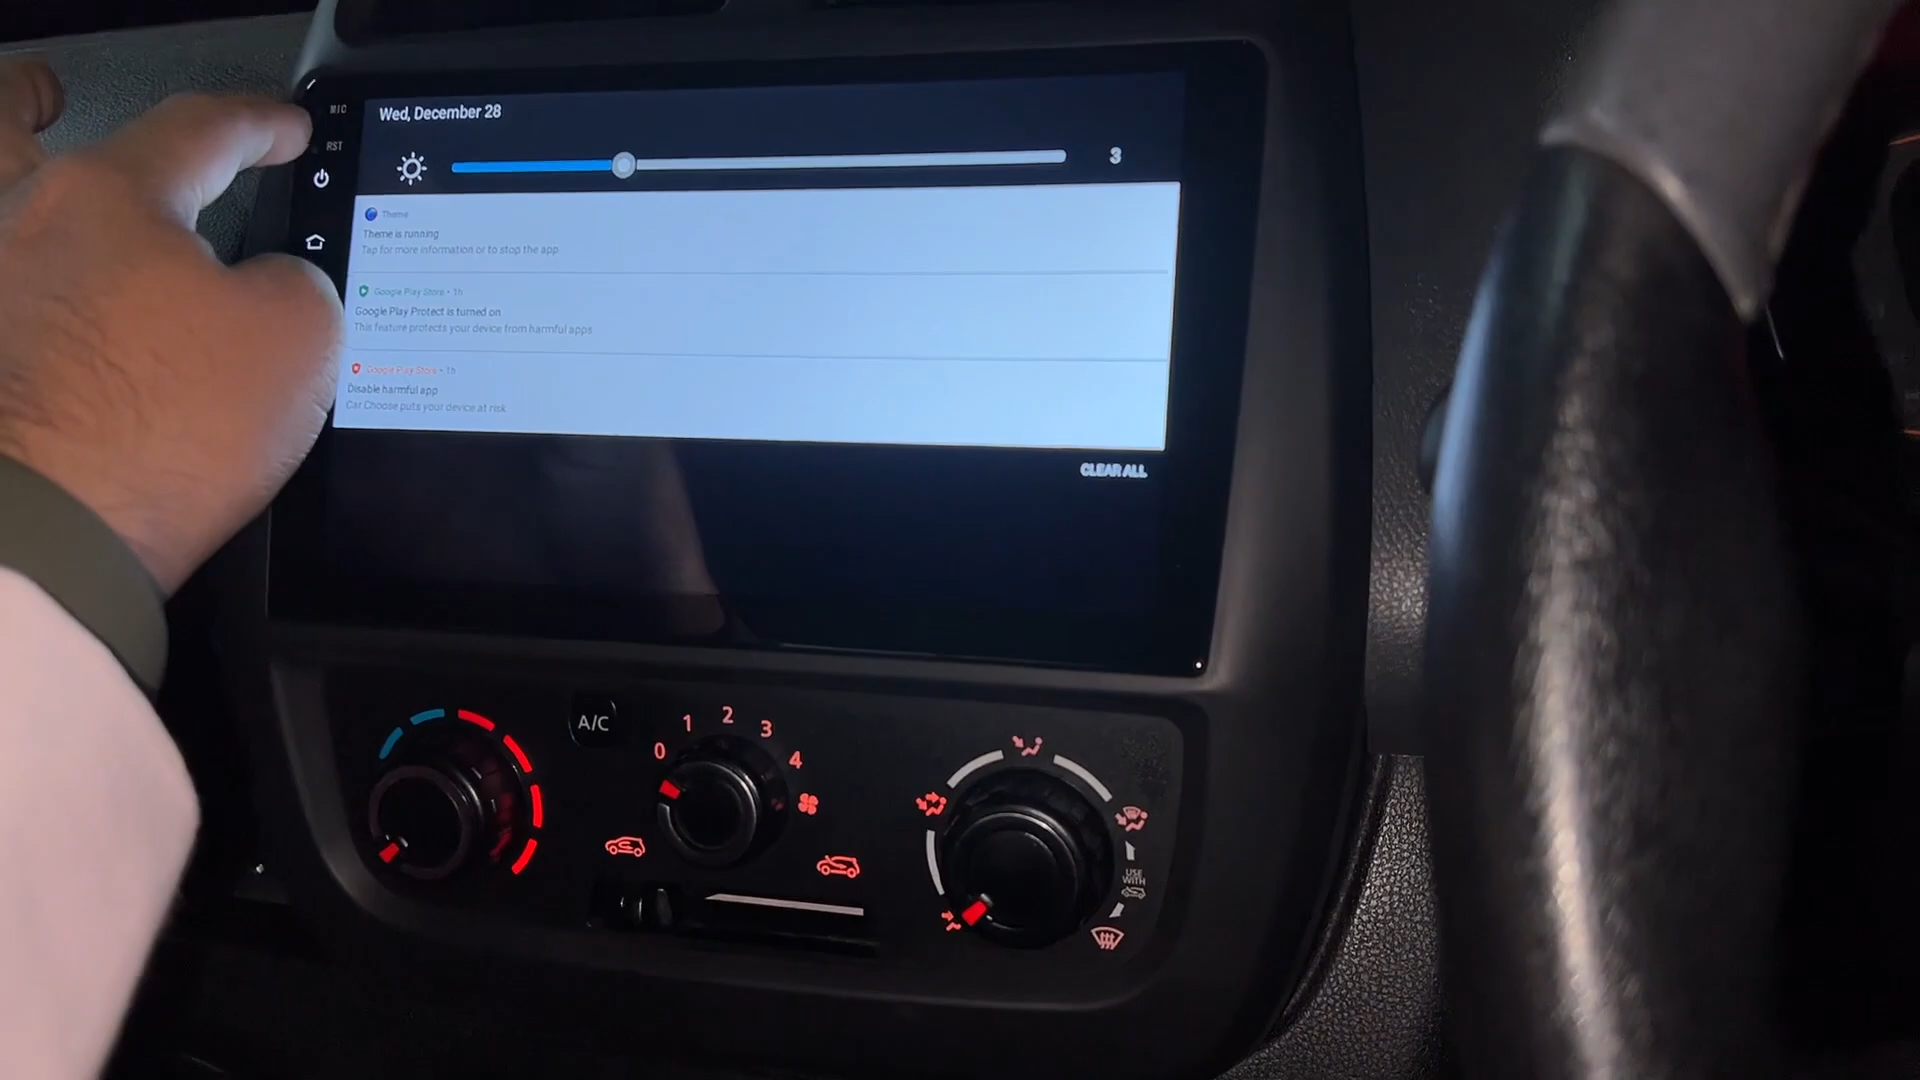 MIC
Wed, December 28
RST
3
Theme
Theme is running
Tap for more information or to stop the app
Google Play Store • 1h
Google Play Protect is turned on
This feature protects your device from harmful apps
Google Play Store • 1h
Disable harmful app
Car Choose puts your device at risk
CLEAR ALL
A/C
0 1 2 3 4
USE
WITH